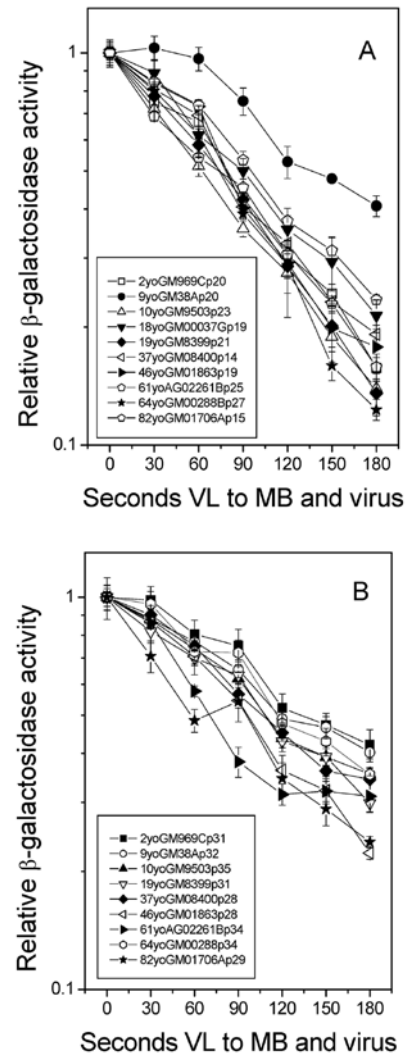 A
Relative β-galactosidase activity
1
0.1
2yoGM969Cp20
9yoGM38Ap20
10yoGM9503p23
18yoGM00037Gp19
19yoGM8399p21
37yoGM08400p14
46yoGM01863p19
61yoAG02261Bp25
64yoGM00288Bp27
82yoGM01706Ap15
0 30 60 90 120 150 180
Seconds VL to MB and virus
B
Relative β-galactosidase activity
1
0.1
2yoGM969Cp31
9yoGM38Ap32
10yoGM9503p35
19yoGM8399p31
37yoGM08400p28
46yoGM01863p28
61yoAG02261Bp34
64yoGM00288p34
82yoGM01706Ap29
0 30 60 90 120 150 180
Seconds VL to MB and virus